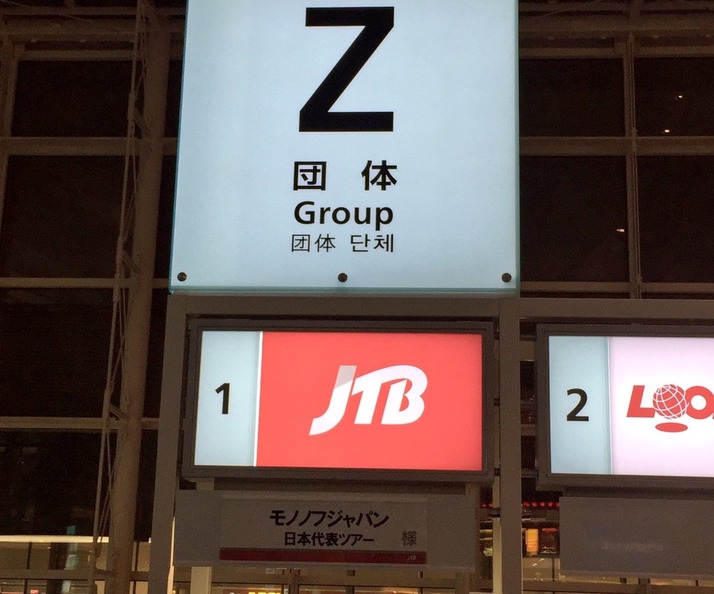 Z
団体
Group
团体 단체
1
JTB
2
モノノフジャパン
日本代表ツアー 様